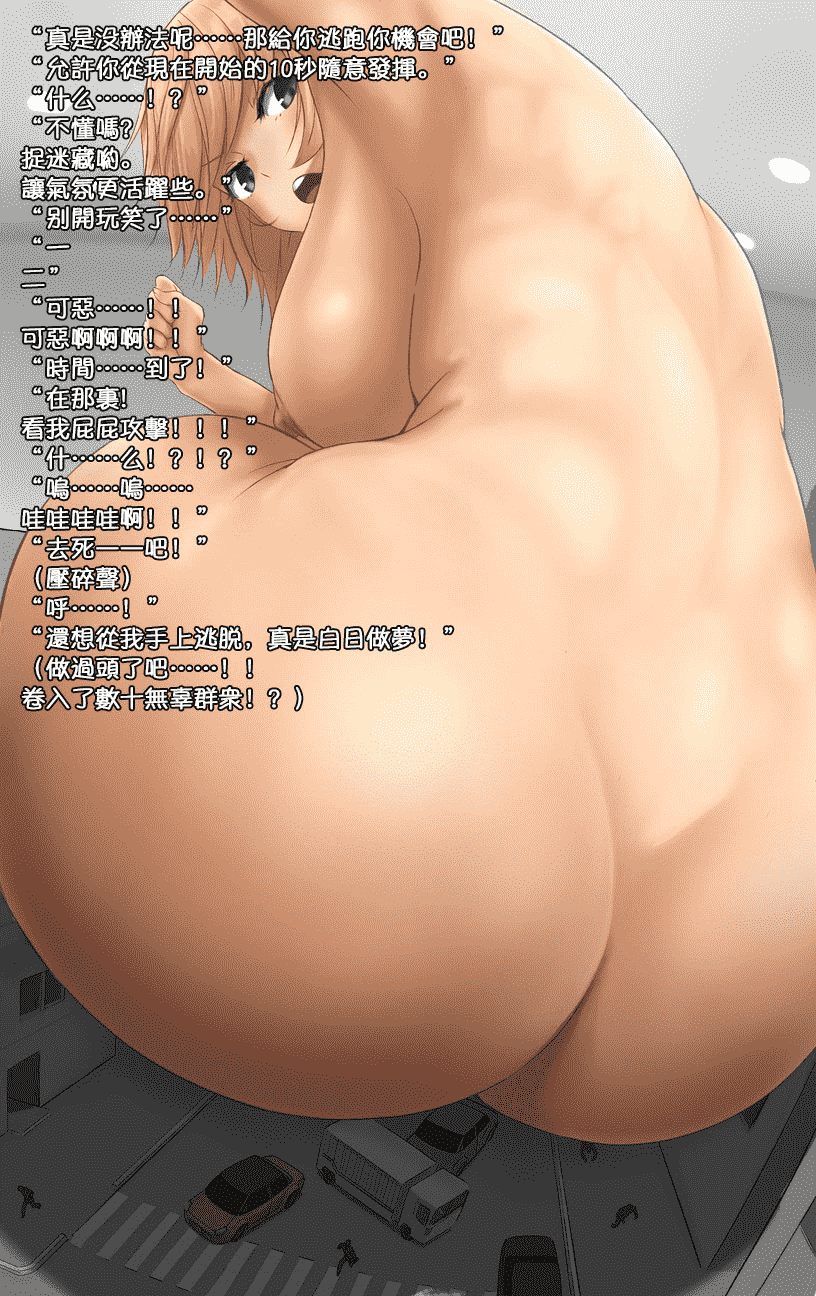 “真是没辦法呢……那給你逃跑你機會吧！”
“允許你從現在開始的10秒隨意發揮。”
“什么……！？”
“不懂嗎？
捉迷藏喲。
讓氣氛更活躍些。”
“别開玩笑了……”
“一
二”
“可惡……！！
可惡啊啊啊！！”
“時間……到了！”
“在那裏！
看我屁屁攻擊！！！”
“什……么！？！？”
“嗚……嗚……
哇哇哇哇啊！！”
“去死——吧！”
（壓碎聲）
“呼……！”
“還想從我手上逃脱，真是白日做夢！”
（做過頭了吧……！！
卷入了數十無辜群衆！？）